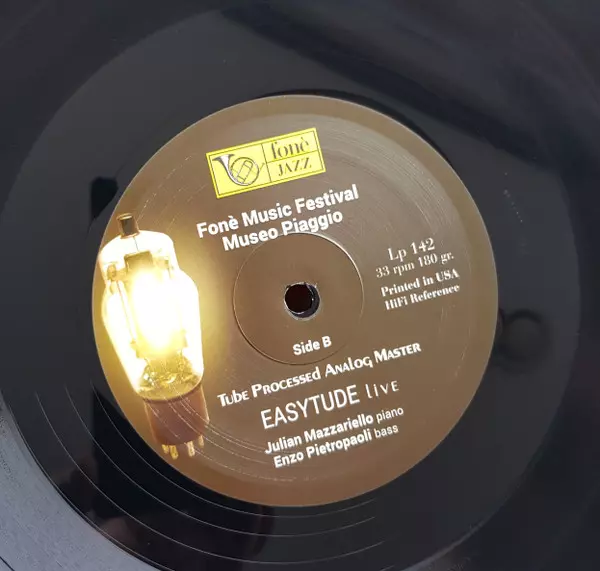 fonè
JAZZ
Fonè Music Festival
Museo Piaggio
Lp 142
33 rpm 180 gr.
Printed in USA
HiFi Reference
Side B
Tube Processed Analog Master
EASYTUDE live
Julian Mazzariello piano
Enzo Pietropaoli bass